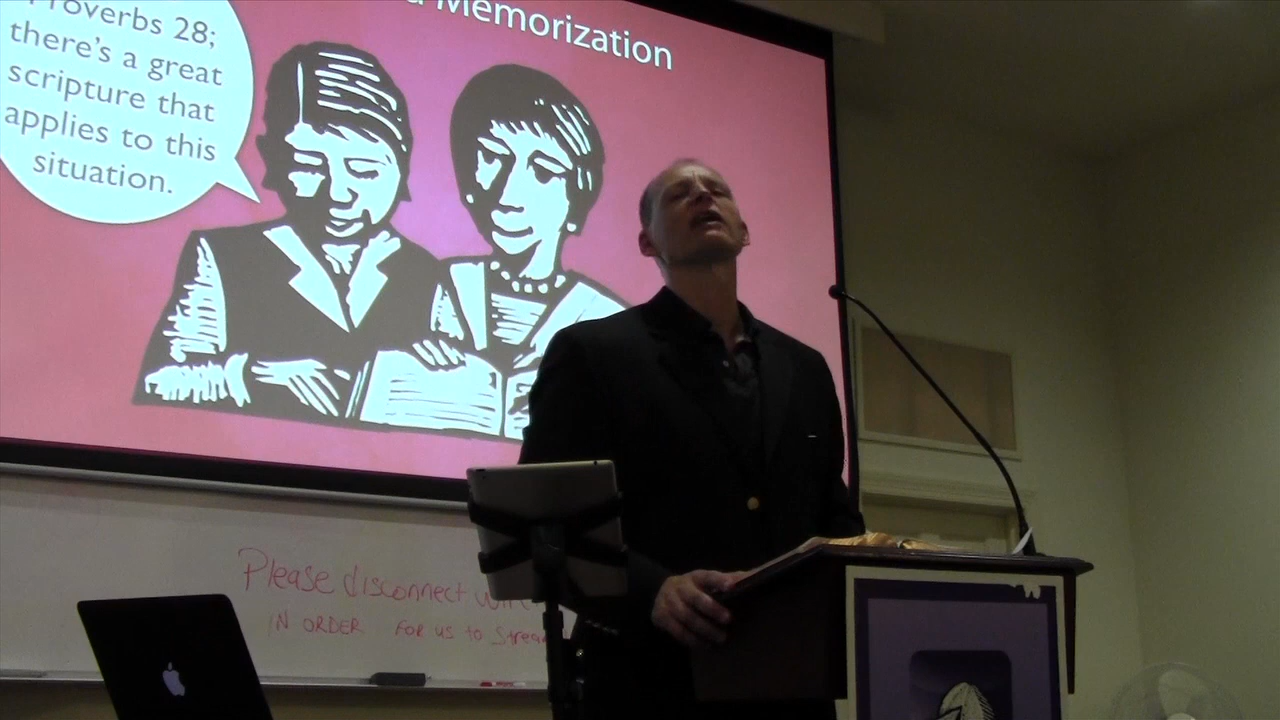 Memorization
Proverbs 28;
there's a great
scripture that
applies to this
situation.
Please disconnect
IN ORDER FOR us to